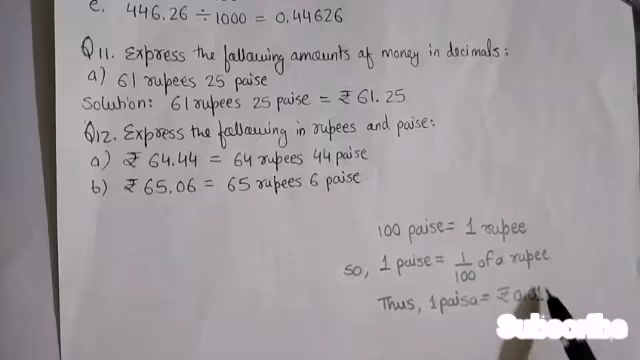 e. 446.26 ÷ 1000 = 0.44626
Q11. Express the following amounts of money in decimals:
a) 61 rupees 25 paise
Solution: 61 rupees 25 paise = ₹61.25
Q12. Express the following in rupees and paise:
a) ₹64.44 = 64 rupees 44 paise
b) ₹65.06 = 65 rupees 6 paise
100 paise = 1 rupee
so, 1 paise = 1/100 of a rupee
Thus, 1 paisa = ₹0.01
Subscribe